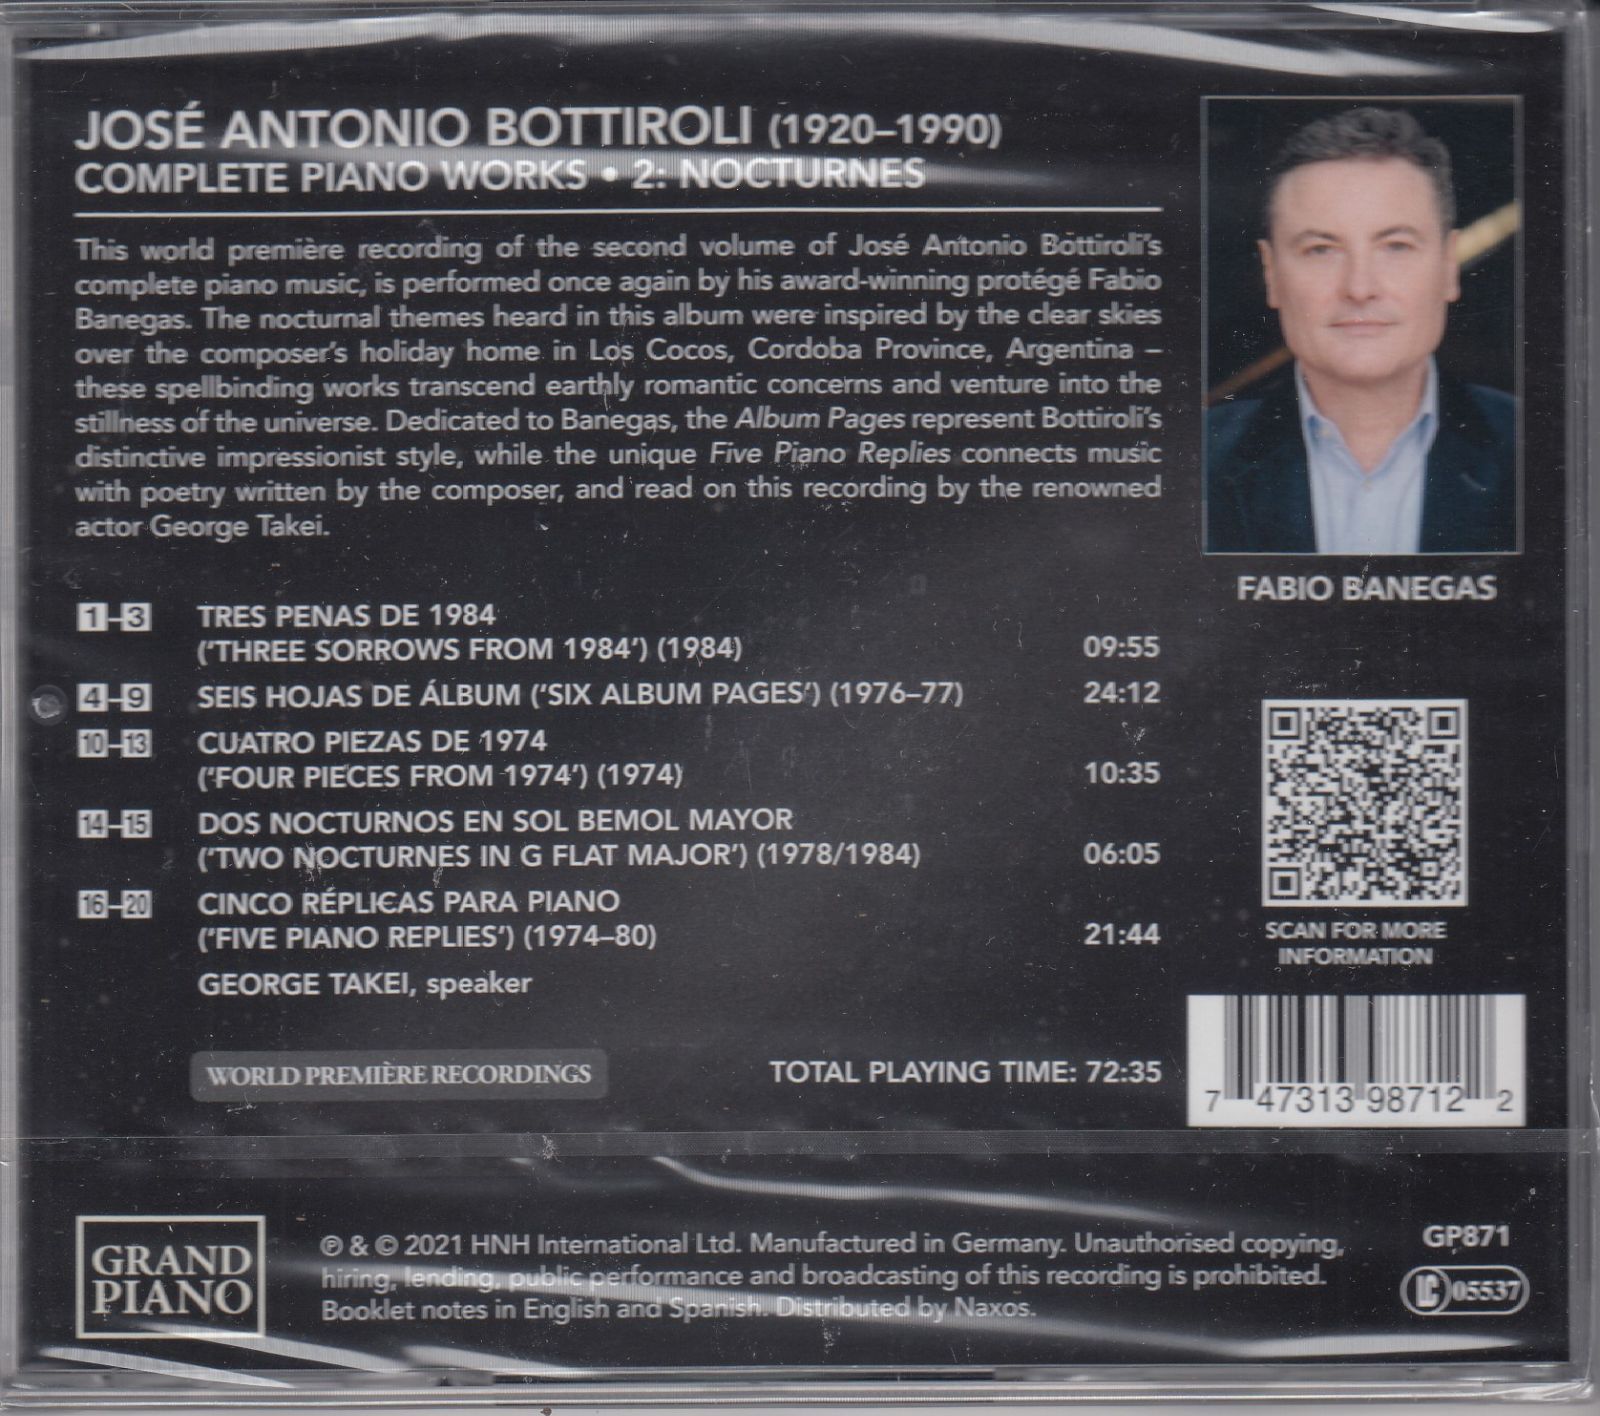 JOSÉ ANTONIO BOTTIROLI (1920–1990)
COMPLETE PIANO WORKS • 2: NOCTURNES
This world première recording of the second volume of José Antonio Bottiroli's
complete piano music, is performed once again by his award-winning protégé Fabio
Banegas. The nocturnal themes heard in this album were inspired by the clear skies
over the composer's holiday home in Los Cocos, Cordoba Province, Argentina –
these spellbinding works transcend earthly romantic concerns and venture into the
stillness of the universe. Dedicated to Banegas, the Album Pages represent Bottiroli's
distinctive impressionist style, while the unique Five Piano Replies connects music
with poetry written by the composer, and read on this recording by the renowned
actor George Takei.
FABIO BANEGAS
1–3 TRES PENAS DE 1984
('THREE SORROWS FROM 1984') (1984) 09:55
4–9 SEIS HOJAS DE ÁLBUM ('SIX ALBUM PAGES') (1976–77) 24:12
10–13 CUATRO PIEZAS DE 1974
('FOUR PIECES FROM 1974') (1974) 10:35
14–15 DOS NOCTURNOS EN SOL BEMOL MAYOR
('TWO NOCTURNES IN G FLAT MAJOR') (1978/1984) 06:05
16–20 CINCO RÉPLICAS PARA PIANO
('FIVE PIANO REPLIES') (1974–80) 21:44
GEORGE TAKEI, speaker
SCAN FOR MORE
INFORMATION
WORLD PREMIÈRE RECORDINGS
TOTAL PLAYING TIME: 72:35
7 47313 98712 2
GRAND
PIANO
℗ & © 2021 HNH International Ltd. Manufactured in Germany. Unauthorised copying,
hiring, lending, public performance and broadcasting of this recording is prohibited.
Booklet notes in English and Spanish. Distributed by Naxos.
GP871
LC 05537